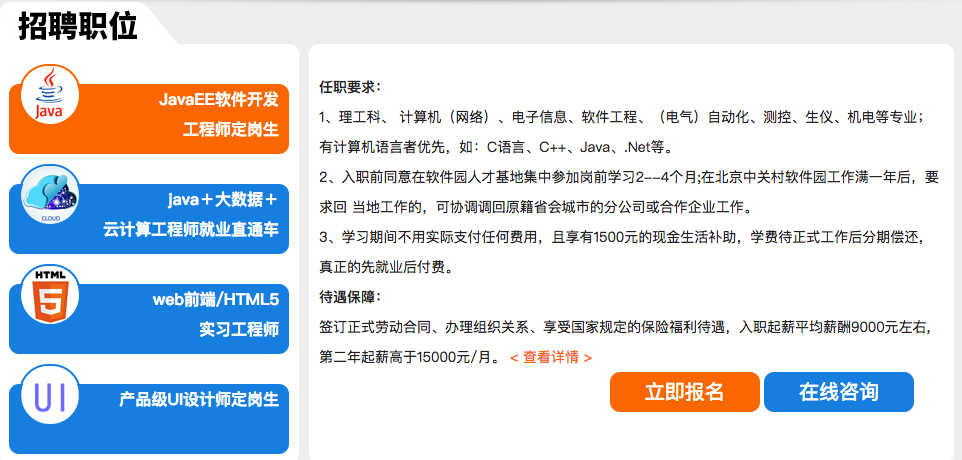 招聘职位
Java
JavaEE软件开发
工程师定岗生
CLOUD
java＋大数据＋
云计算工程师就业直通车
HTML
5
web前端/HTML5
实习工程师
UI
产品级UI设计师定岗生
任职要求：
1、理工科、 计算机（网络）、电子信息、软件工程、（电气）自动化、测控、生仪、机电等专业；
有计算机语言者优先，如：C语言、C++、Java、.Net等。
2、入职前同意在软件园人才基地集中参加岗前学习2--4个月;在北京中关村软件园工作满一年后，要
求回 当地工作的，可协调调回原籍省会城市的分公司或合作企业工作。
3、学习期间不用实际支付任何费用，且享有1500元的现金生活补助，学费待正式工作后分期偿还，
真正的先就业后付费。
待遇保障：
签订正式劳动合同、办理组织关系、享受国家规定的保险福利待遇，入职起薪平均薪酬9000元左右，
第二年起薪高于15000元/月。 < 查看详情 >
立即报名
在线咨询